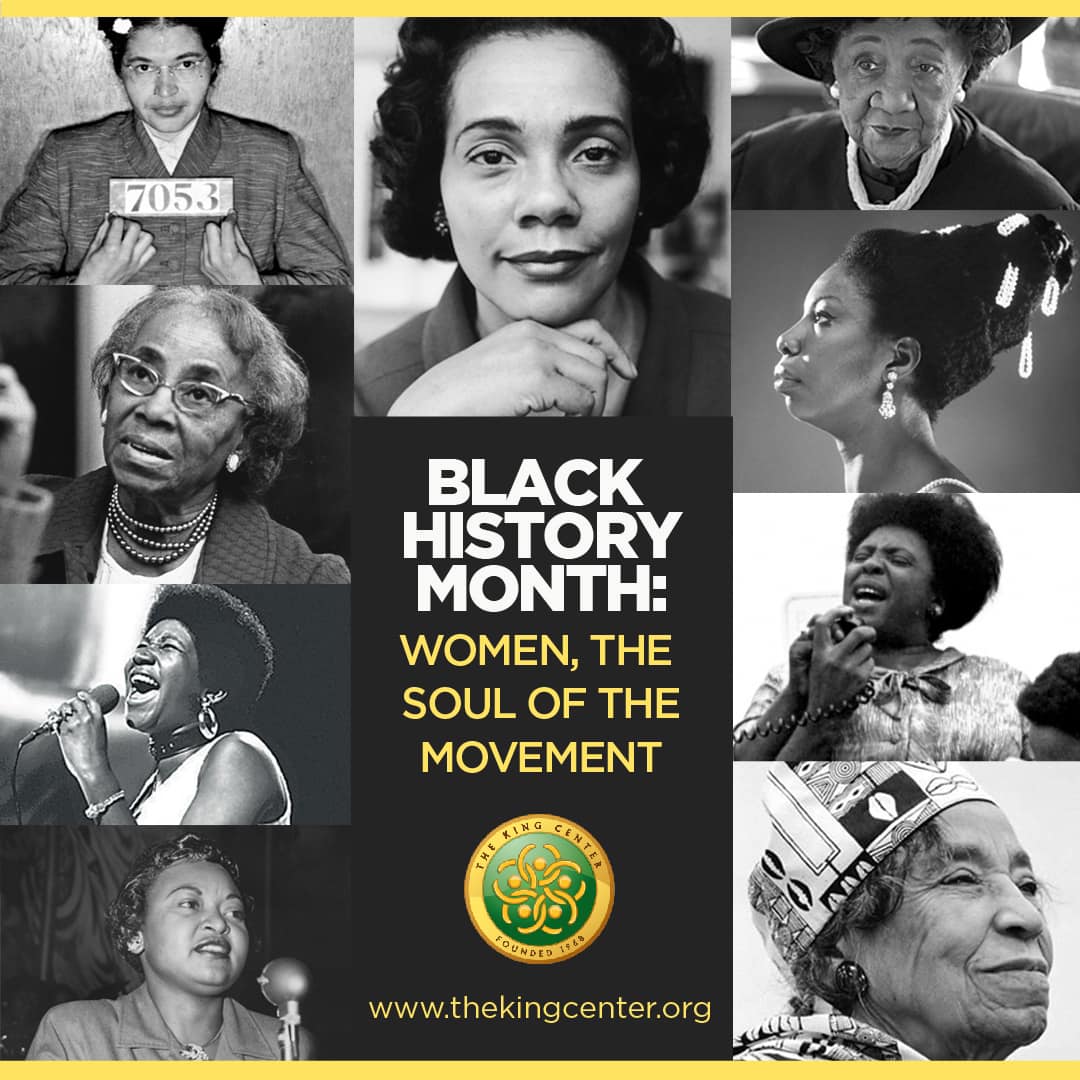 7053
BLACK
HISTORY
MONTH:
WOMEN, THE
SOUL OF THE
MOVEMENT
THE KING CENTER
FOUNDED 1968
www.thekingcenter.org